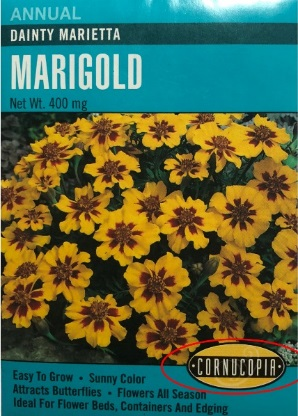 ANNUAL
DAINTY MARIETTA
MARIGOLD
Net Wt. 400 mg
• CORNUCOPIA •
Easy To Grow • Sunny Color
Attracts Butterflies • Flowers All Season
Ideal For Flower Beds, Containers And Edging